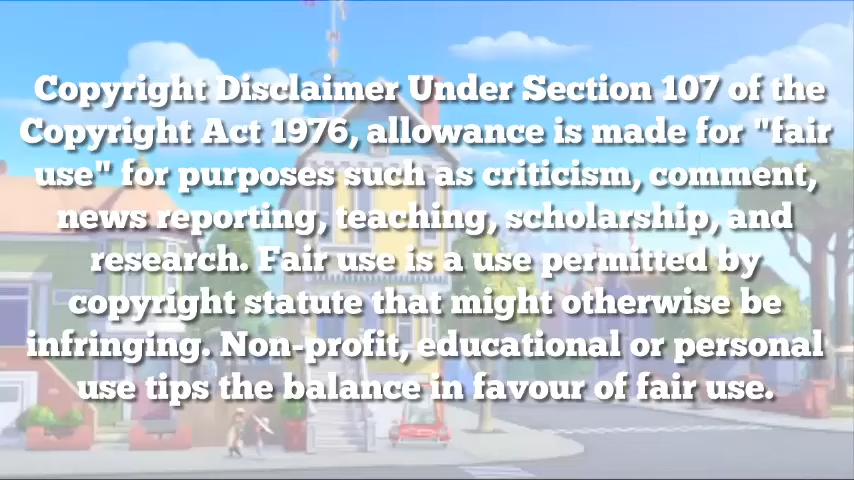 Copyright Disclaimer Under Section 107 of the
Copyright Act 1976, allowance is made for "fair
use" for purposes such as criticism, comment,
news reporting, teaching, scholarship, and
research. Fair use is a use permitted by
copyright statute that might otherwise be
infringing. Non-profit, educational or personal
use tips the balance in favour of fair use.